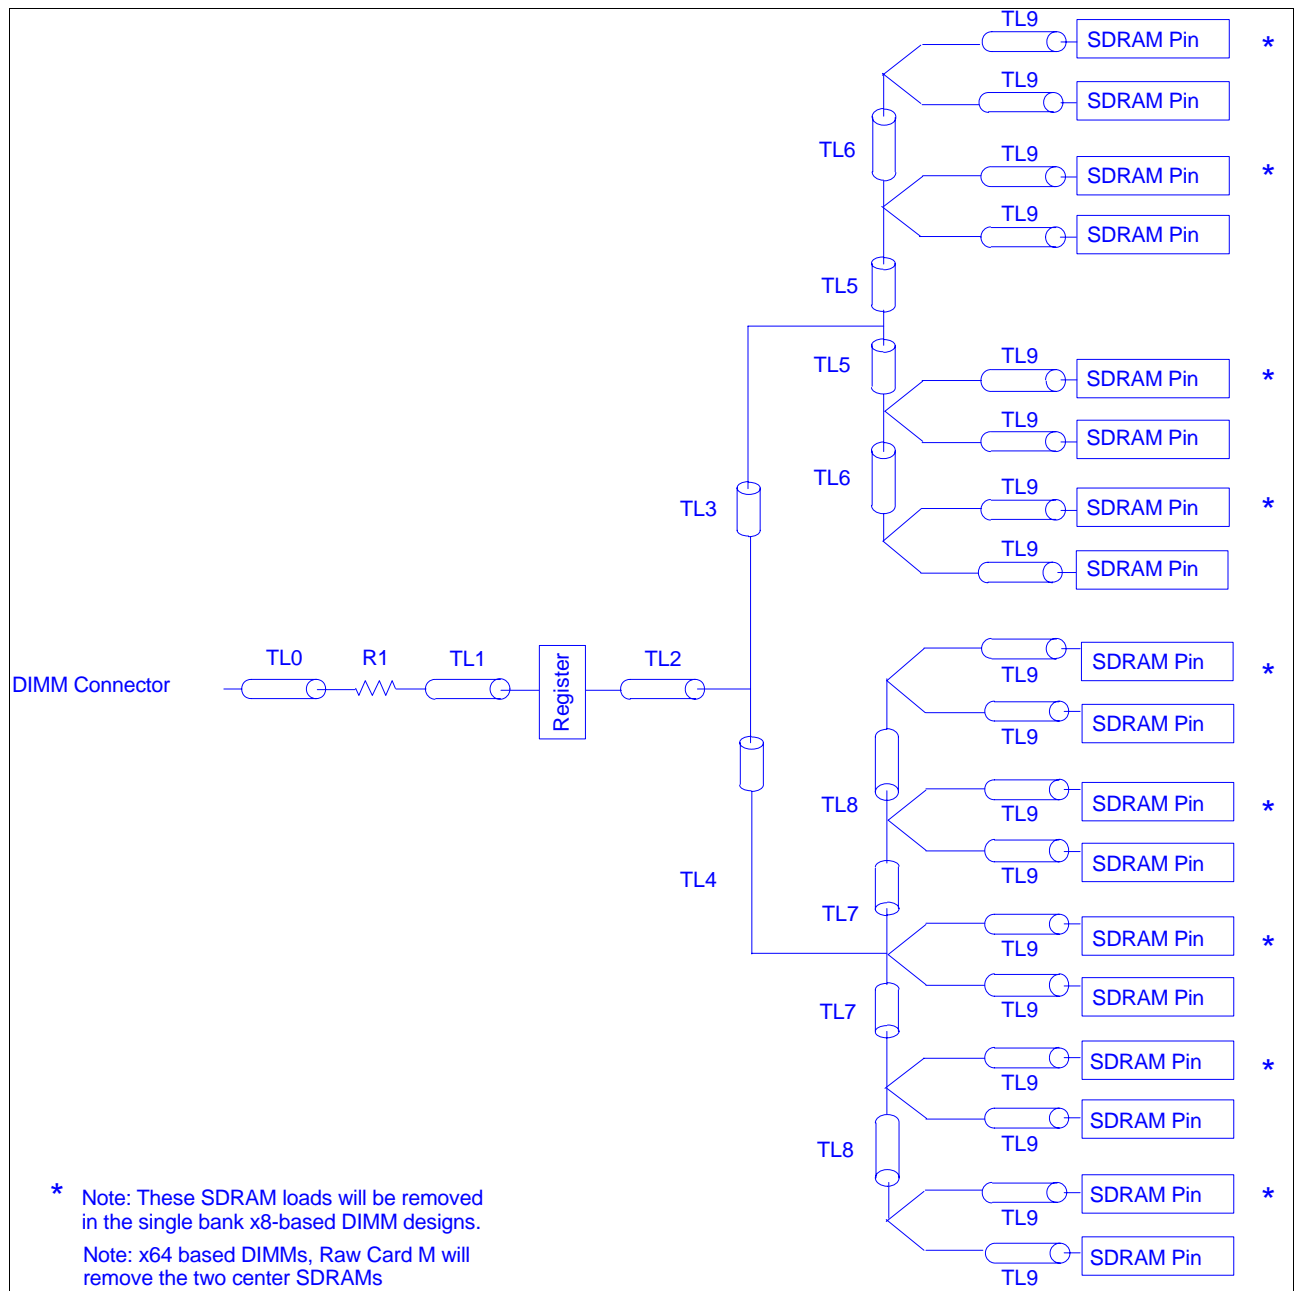 TL9
SDRAM Pin *
TL9
SDRAM Pin
TL6
TL9
SDRAM Pin *
TL9
SDRAM Pin
TL5
TL5
TL9
SDRAM Pin *
TL9
SDRAM Pin
TL6
TL9
SDRAM Pin *
TL9
SDRAM Pin
TL3
DIMM Connector
TL0
R1
TL1
Register
TL2
TL4
SDRAM Pin *
TL9
SDRAM Pin
TL9
TL8
SDRAM Pin *
TL9
SDRAM Pin
TL9
TL7
SDRAM Pin *
TL9
SDRAM Pin
TL9
TL7
SDRAM Pin *
TL9
SDRAM Pin
TL9
TL8
SDRAM Pin *
TL9
SDRAM Pin
TL9
* Note: These SDRAM loads will be removed
in the single bank x8-based DIMM designs.
Note: x64 based DIMMs, Raw Card M will
remove the two center SDRAMs